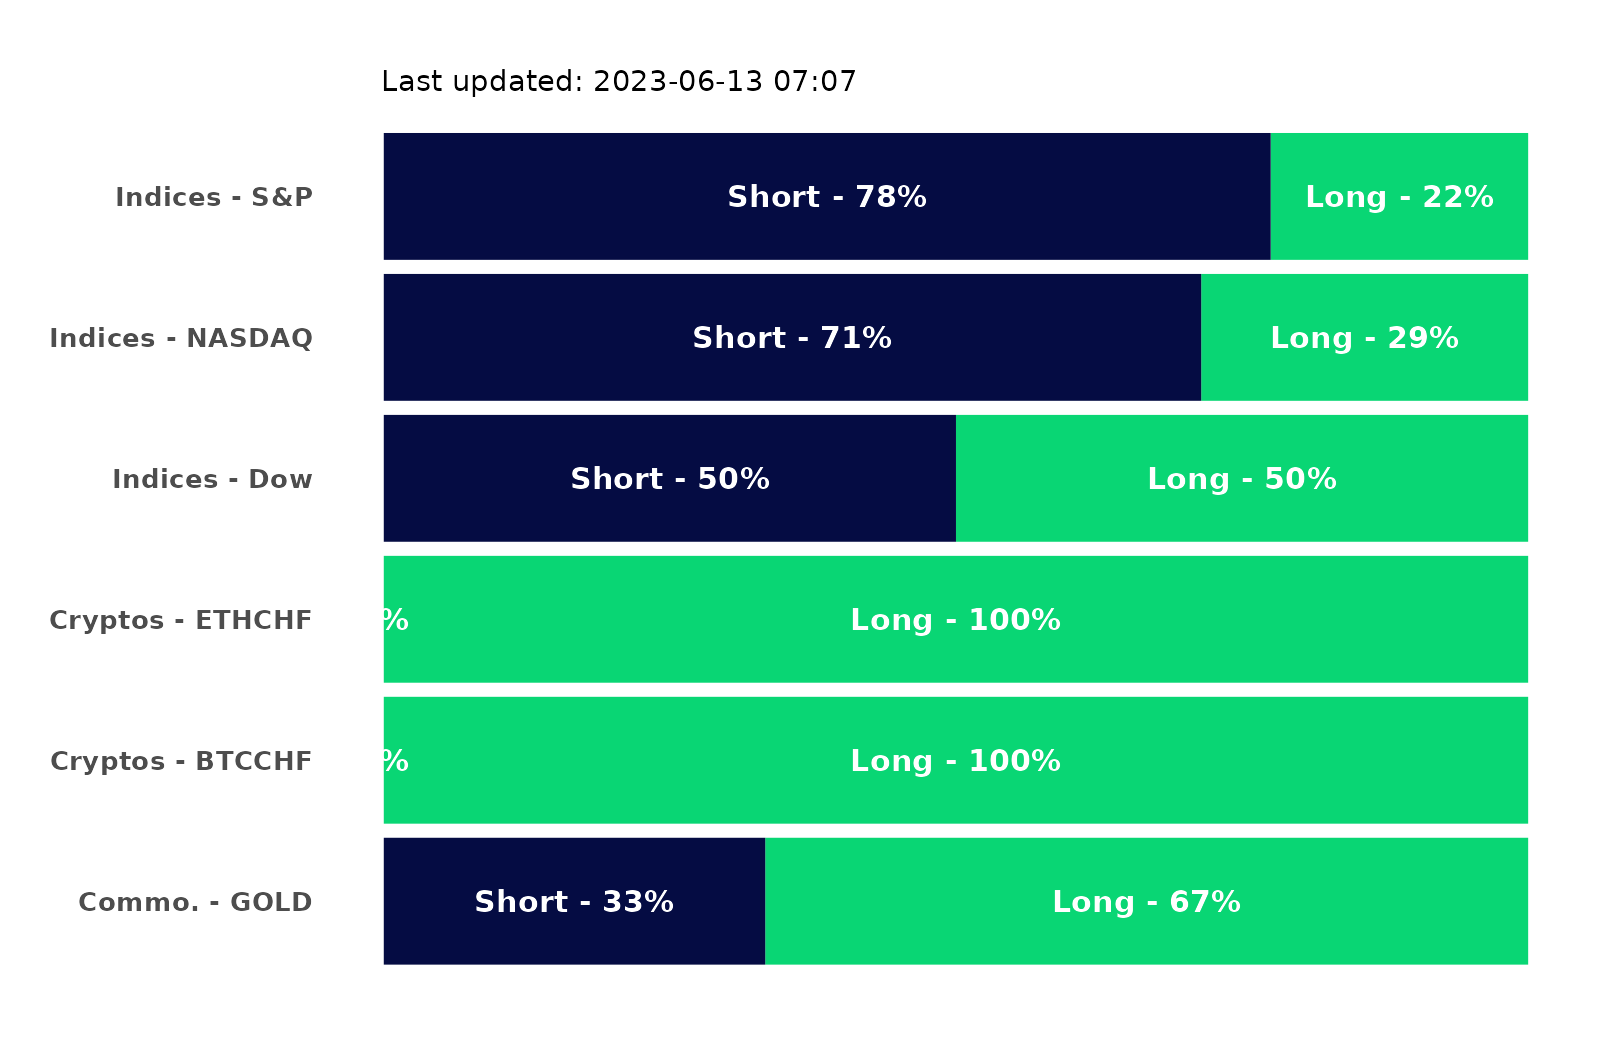 Last updated: 2023-06-13 07:07
Indices - S&P Short - 78% Long - 22%
Indices - NASDAQ Short - 71% Long - 29%
Indices - Dow Short - 50% Long - 50%
Cryptos - ETHCHF % Long - 100%
Cryptos - BTCCHF % Long - 100%
Commo. - GOLD Short - 33% Long - 67%